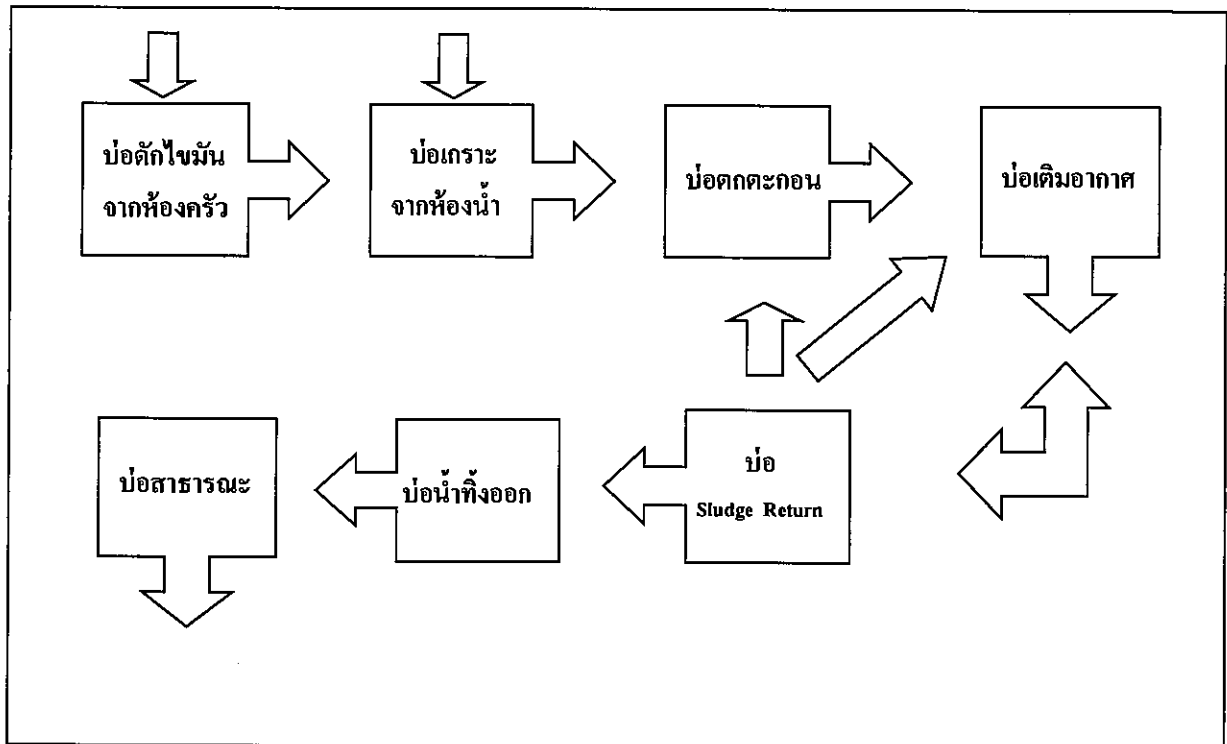 บ่อดักไขมัน
จากห้องครัว
บ่อเกราะ
จากห้องน้ำ
บ่อตกตะกอน
บ่อเติมอากาศ
บ่อสาธารณะ
บ่อน้ำทิ้งออก
บ่อ
Sludge Return